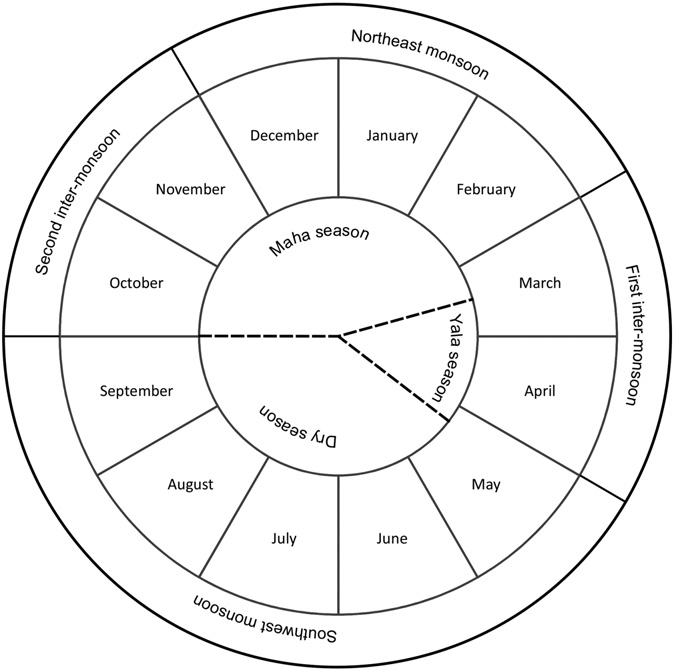 Northeast monsoon
First inter-monsoon
Southwest monsoon
Second inter-monsoon
January
February
March
April
May
June
July
August
September
October
November
December
Maha season
Yala season
Dry season